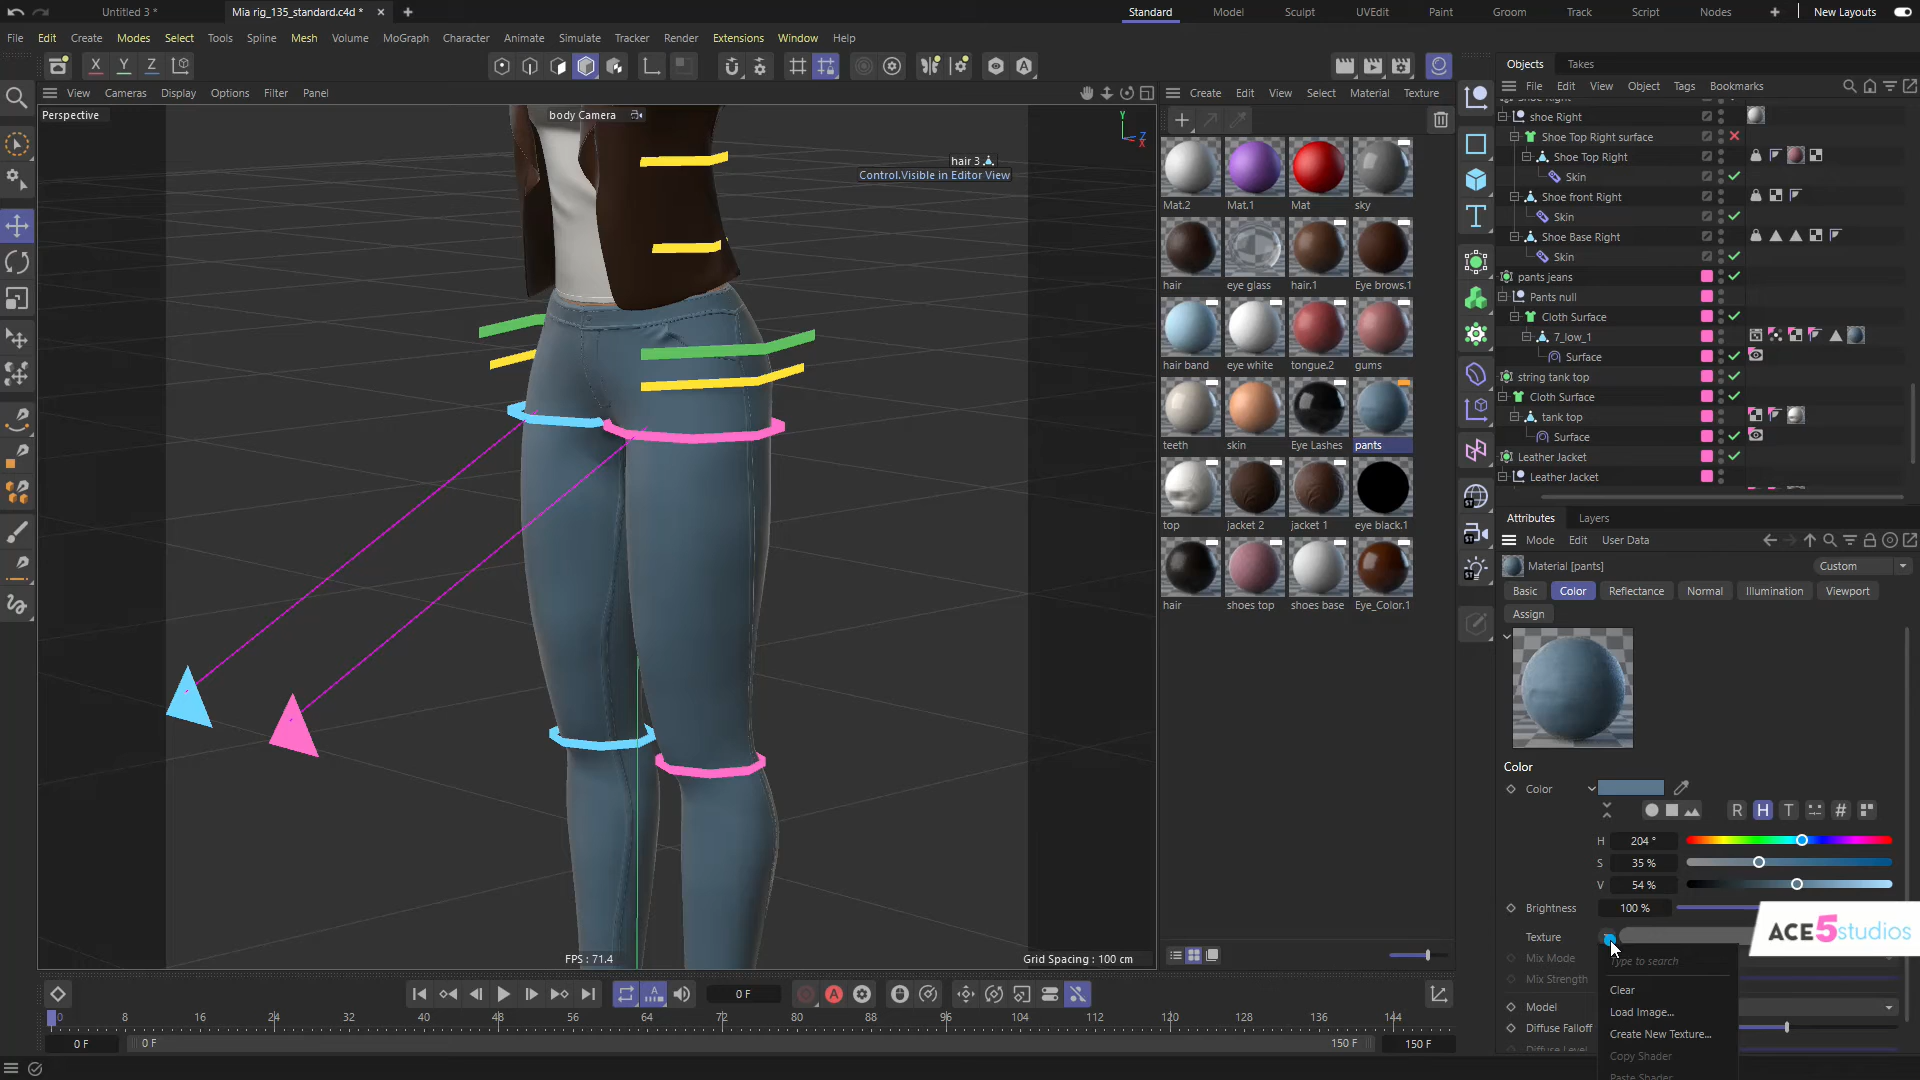 Untitled 3 *
Mia rig_135_standard.c4d *
Standard
Model
Sculpt
UVEdit
Paint
Groom
Track
Script
Nodes
New Layouts
File
Edit
Create
Modes
Select
Tools
Spline
Mesh
Volume
MoGraph
Character
Animate
Simulate
Tracker
Render
Extensions
Window
Help
X
Y
Z
Objects
Takes
File
Edit
View
Object
Tags
Bookmarks
View
Cameras
Display
Options
Filter
Panel
Create
Edit
View
Select
Material
Texture
Perspective
body Camera
Y
Z
X
hair 3
Control.Visible in Editor View
FPS : 71.4
Grid Spacing : 100 cm
Mat.2
Mat.1
Mat
sky
hair
eye glass
hair.1
Eye brows.1
hair band
eye white
tongue.2
gums
teeth
skin
Eye Lashes
pants
top
jacket 2
jacket 1
eye black.1
hair
shoes top
shoes base
Eye_Color.1
shoe Right
Shoe Top Right surface
Shoe Top Right
Skin
Shoe front Right
Skin
Shoe Base Right
Skin
pants jeans
Pants null
Cloth Surface
7_low_1
Surface
string tank top
Cloth Surface
tank top
Surface
Leather Jacket
Leather Jacket
Attributes
Layers
Mode
Edit
User Data
Material [pants]
Custom
Basic
Color
Reflectance
Normal
Illumination
Viewport
Assign
Color
Color
R
H
T
#
H
204 °
S
35 %
V
54 %
Brightness
100 %
Texture
Mix Mode
Mix Strength
Model
Diffuse Falloff
Diffuse Level
Type to search
Clear
Load Image...
Create New Texture...
Copy Shader
Paste Shader
ACE5studios
0 F
0
8
16
24
32
40
48
56
64
72
80
88
96
104
112
120
128
136
144
0 F
0 F
150 F
150 F